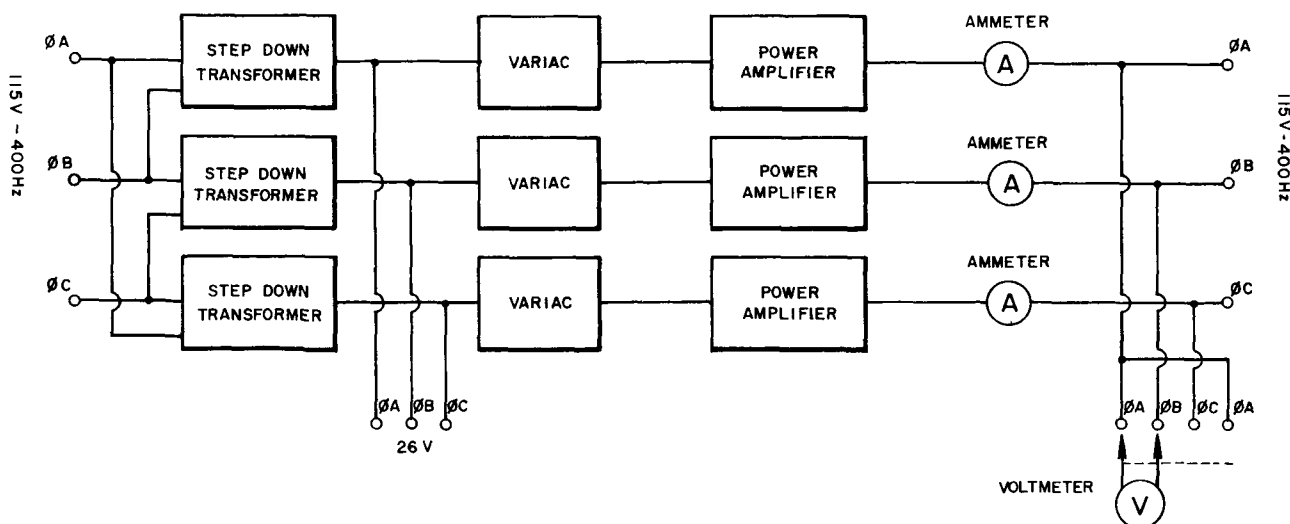 AMMETER
ØA
STEP DOWN
TRANSFORMER
VARIAC
POWER
AMPLIFIER
A
ØA
115V ~ 400Hz
115V - 400Hz
AMMETER
ØB
STEP DOWN
TRANSFORMER
VARIAC
POWER
AMPLIFIER
A
ØB
AMMETER
ØC
STEP DOWN
TRANSFORMER
VARIAC
POWER
AMPLIFIER
A
ØC
ØA ØB ØC
26 V
ØA ØB ØC ØA
VOLTMETER
V